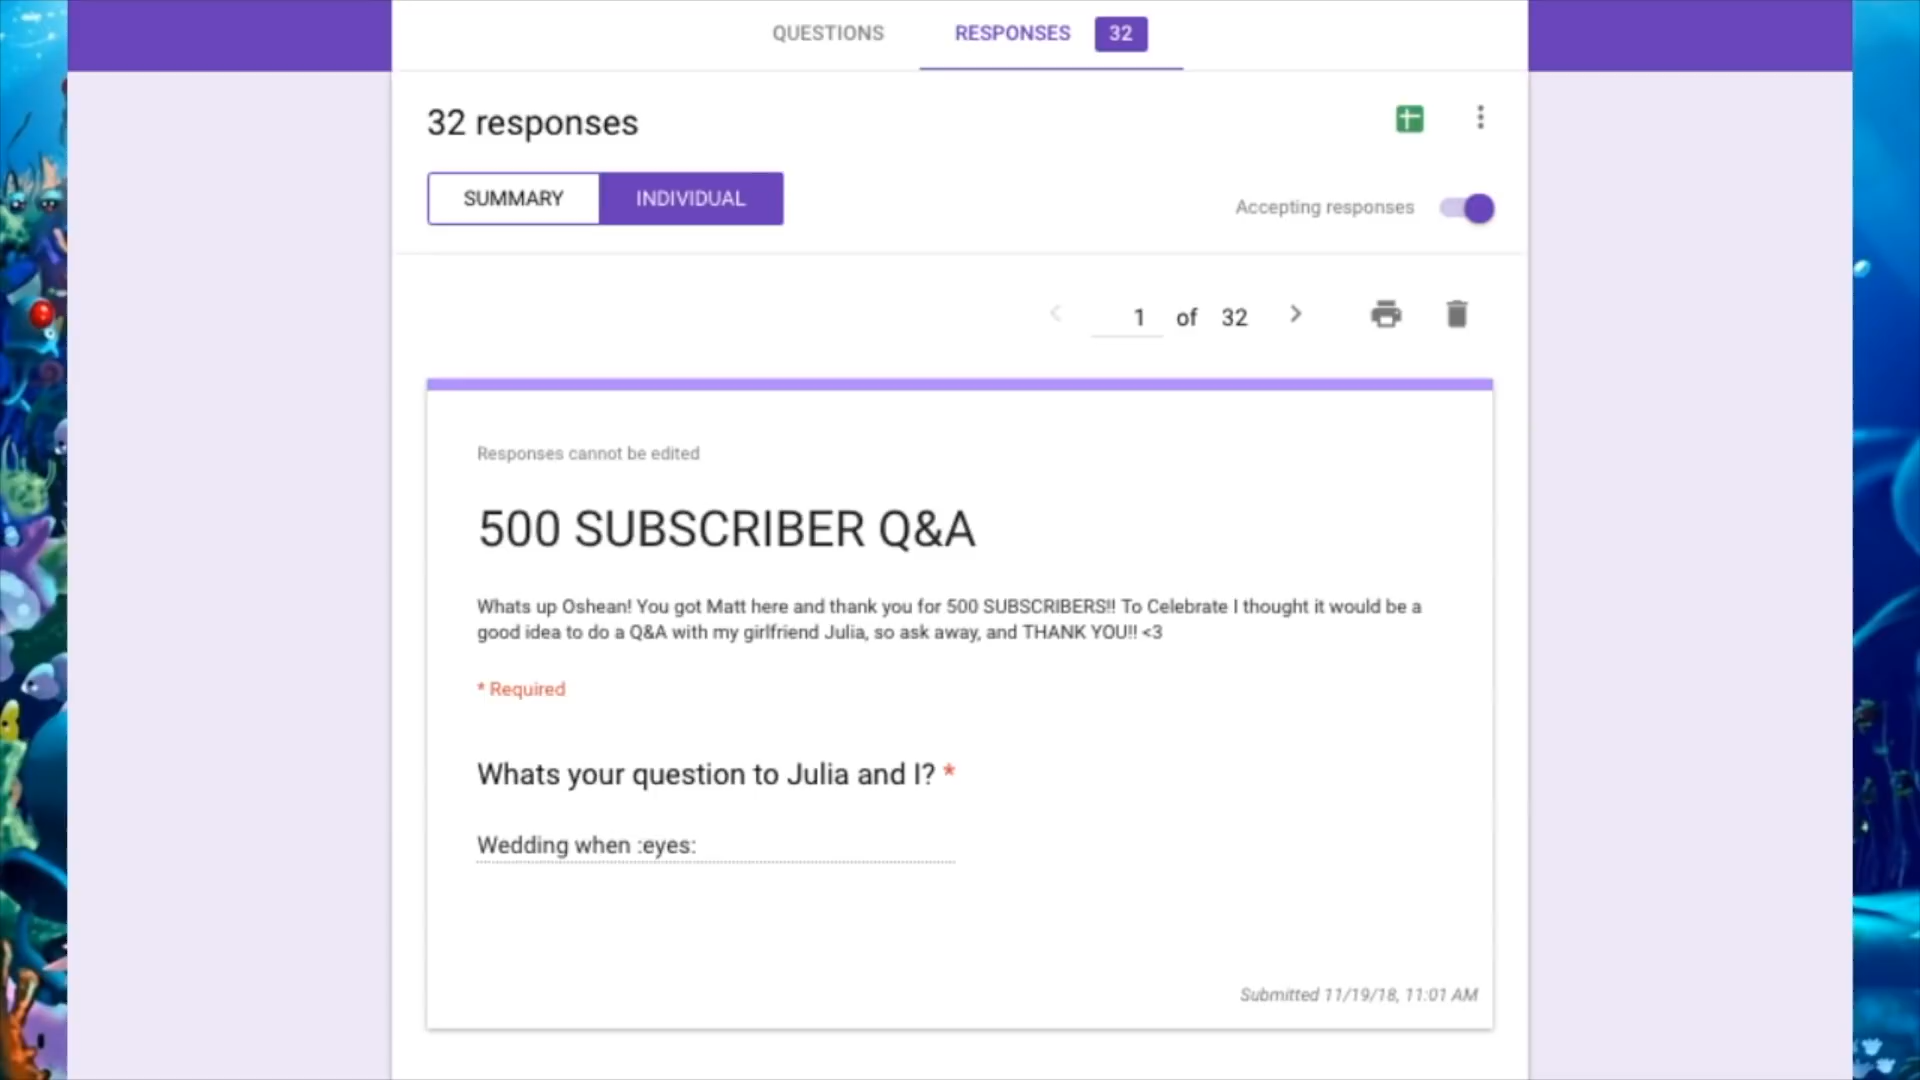 QUESTIONS RESPONSES 32
32 responses
SUMMARY INDIVIDUAL
Accepting responses
1 of 32
Responses cannot be edited
500 SUBSCRIBER Q&A
Whats up Oshean! You got Matt here and thank you for 500 SUBSCRIBERS!! To Celebrate I thought it would be a
good idea to do a Q&A with my girlfriend Julia, so ask away, and THANK YOU!! <3
* Required
Whats your question to Julia and I? *
Wedding when :eyes:
Submitted 11/19/18, 11:01 AM